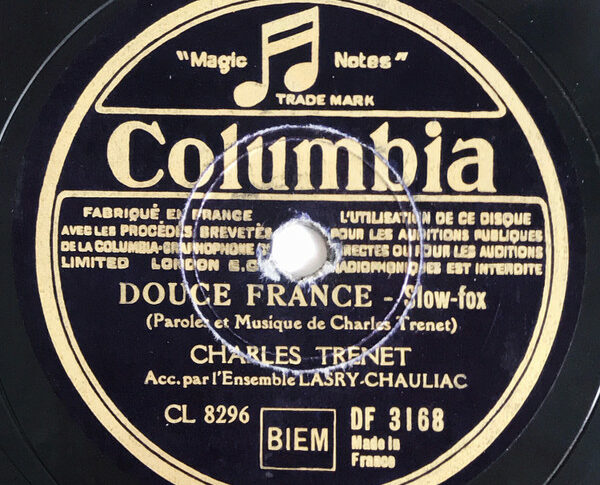 "Magic Notes"
TRADE MARK
Columbia
FABRIQUÉ EN FRANCE
AVEC LES PROCÉDÉS BREVETÉS
DE LA COLUMBIA-GRAPHOPHONE
LIMITED LONDON E.C.
L'UTILISATION DE CE DISQUE
POUR LES AUDITIONS PUBLIQUES
DIRECTES OU POUR LES AUDITIONS
RADIOPHONIQUES EST INTERDITE
DOUCE FRANCE - Slow-fox
(Paroles et Musique de Charles Trenet)
CHARLES TRENET
Acc. par l'Ensemble LASRY-CHAULIAC
CL 8296
BIEM
DF 3168
Made in
France